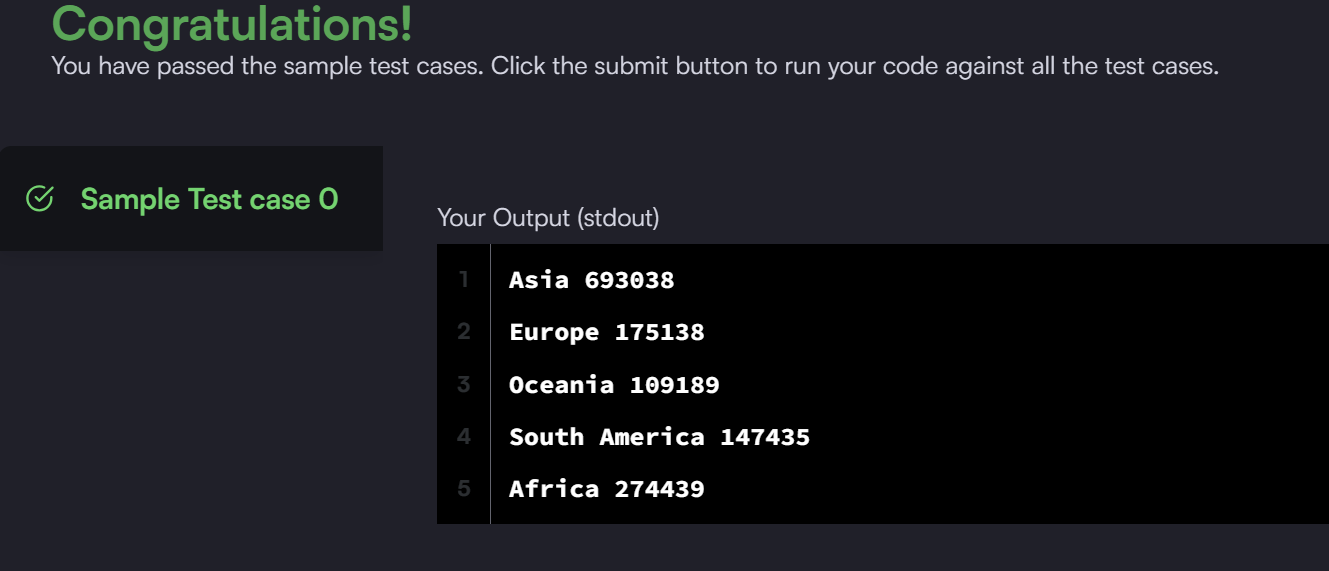 Congratulations!
You have passed the sample test cases. Click the submit button to run your code against all the test cases.
Sample Test case 0
Your Output (stdout)
1 Asia 693038
2 Europe 175138
3 Oceania 109189
4 South America 147435
5 Africa 274439